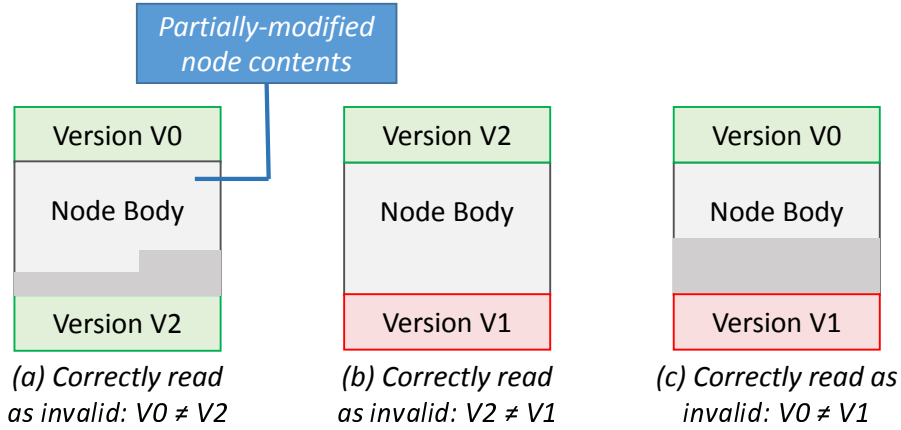 Partially-modified
node contents
Version V0
Node Body
Version V2
(a) Correctly read
as invalid: V0 ≠ V2
Version V2
Node Body
Version V1
(b) Correctly read
as invalid: V2 ≠ V1
Version V0
Node Body
Version V1
(c) Correctly read as
invalid: V0 ≠ V1